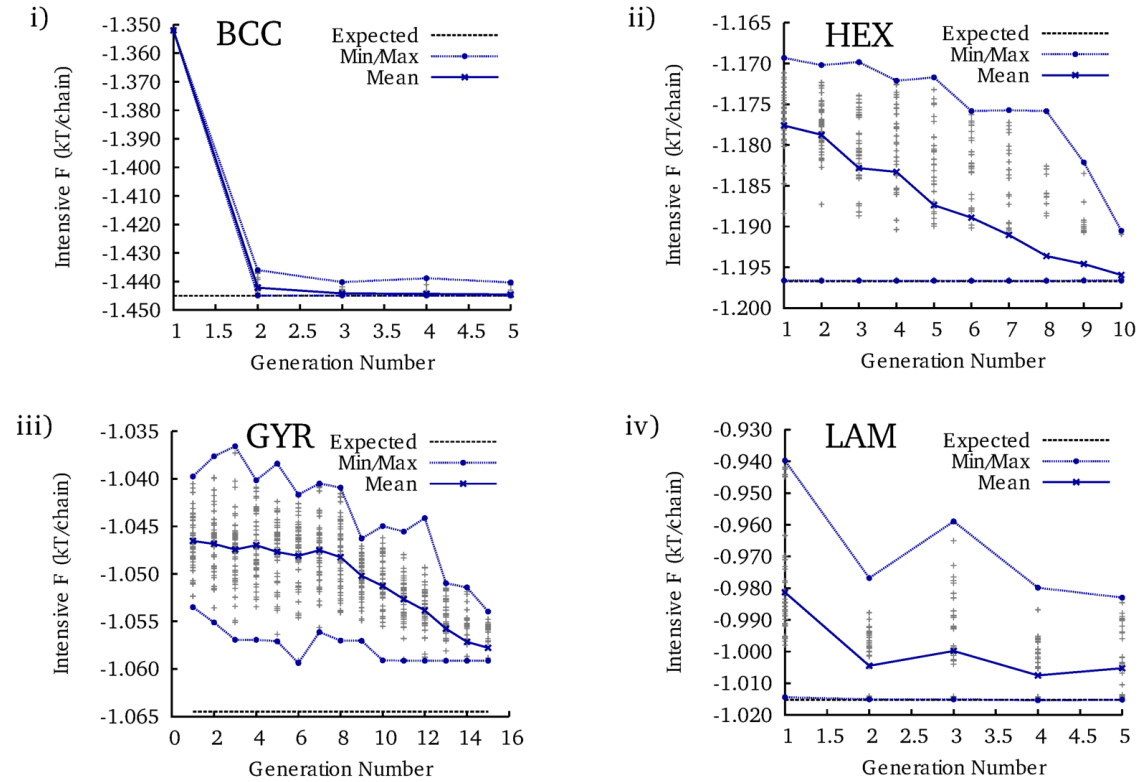 i)
BCC
Expected
Min/Max
Mean
-1.350
-1.360
-1.370
-1.380
-1.390
-1.400
-1.410
-1.420
-1.430
-1.440
-1.450
Intensive F (kT/chain)
1 1.5 2 2.5 3 3.5 4 4.5 5
Generation Number
ii)
HEX
Expected
Min/Max
Mean
-1.165
-1.170
-1.175
-1.180
-1.185
-1.190
-1.195
-1.200
Intensive F (kT/chain)
1 2 3 4 5 6 7 8 9 10
Generation Number
iii)
GYR
Expected
Min/Max
Mean
-1.035
-1.040
-1.045
-1.050
-1.055
-1.060
-1.065
Intensive F (kT/chain)
0 2 4 6 8 10 12 14 16
Generation Number
iv)
LAM
Expected
Min/Max
Mean
-0.930
-0.940
-0.950
-0.960
-0.970
-0.980
-0.990
-1.000
-1.010
-1.020
Intensive F (kT/chain)
1 1.5 2 2.5 3 3.5 4 4.5 5
Generation Number